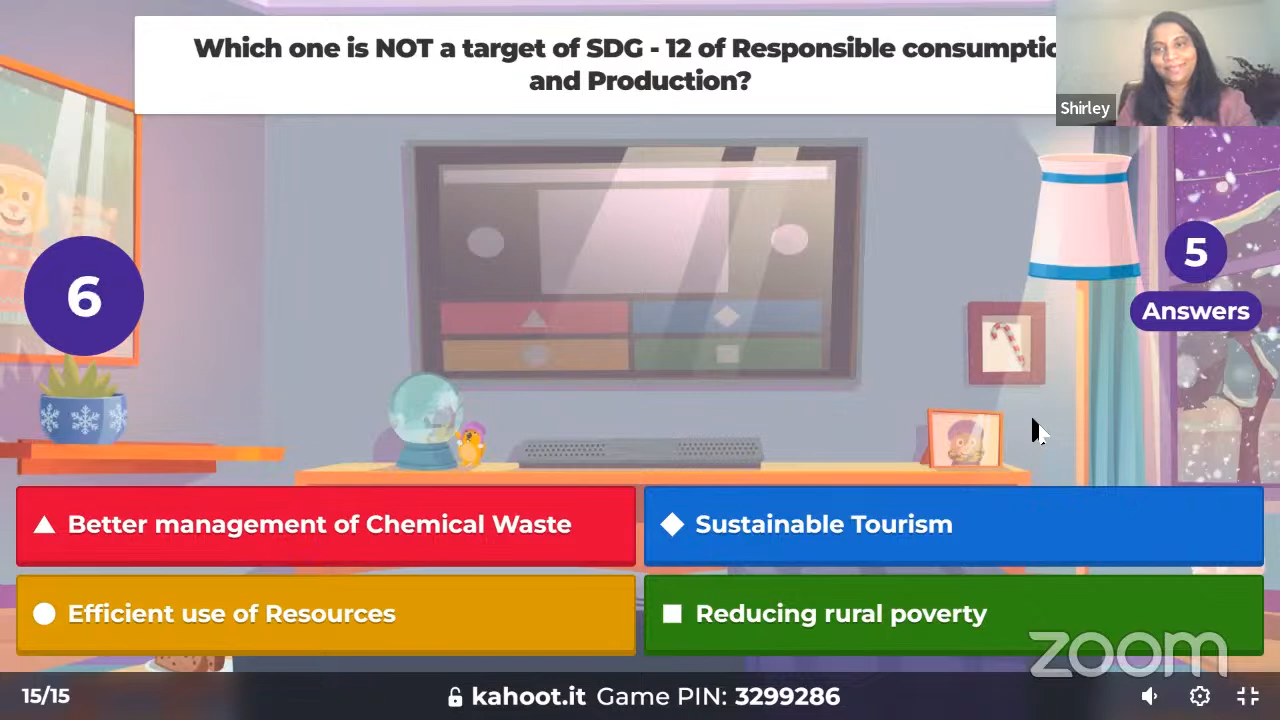 Which one is NOT a target of SDG - 12 of Responsible consumptio
and Production?
Shirley
6
5
Answers
Better management of Chemical Waste
Sustainable Tourism
Efficient use of Resources
Reducing rural poverty
zoom
15/15
kahoot.it Game PIN: 3299286